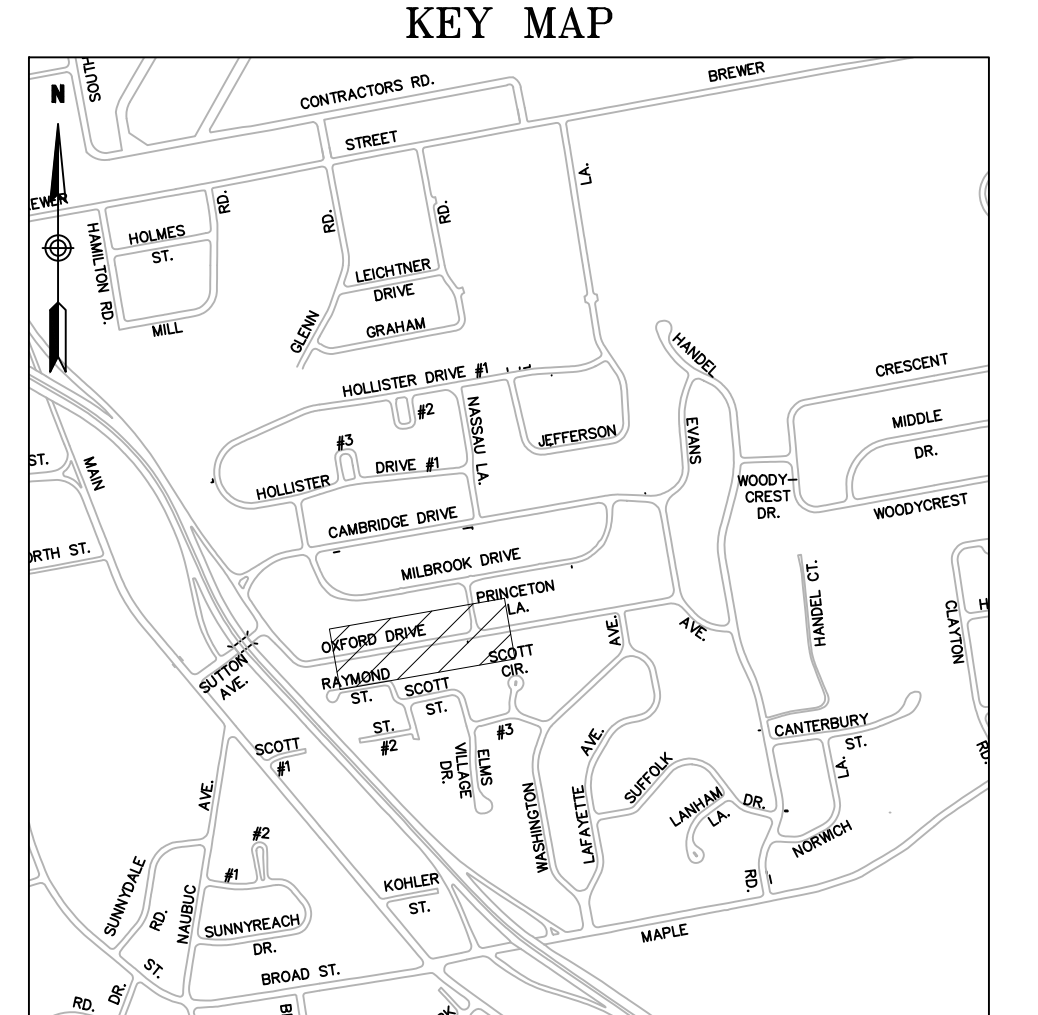 KEY MAP
SOUTH
N
CONTRACTORS RD.
BREWER
STREET
LA.
EWER
RD.
RD.
RD.
HAMILTON RD.
HOLMES
ST.
LEICHTNER
DRIVE
MILL
GLENN
GRAHAM
HANDEL
CRESCENT
HOLLISTER DRIVE #1
#2
NASSAU LA.
JEFFERSON
EVANS
MIDDLE
DR.
#3
ST.
MAIN
DRIVE #1
HOLLISTER
WOODY-
CREST
DR.
WOODYCREST
CAMBRIDGE DRIVE
ORTH ST.
MILBROOK DRIVE
HANDEL CT.
PRINCETON
LA.
CLAYTON
H
OXFORD DRIVE
AVE.
AVE.
SUTTON
AVE.
RAYMOND
ST.
SCOTT
CIR.
SCOTT
ST.
ST.
#2
#3
CANTERBURY
ST.
RD.
SCOTT
#1
VILLAGE
DR.
ELMS
AVE.
LA.
AVE.
SUFFOLK
LANHAM
LA.
DR.
WASHINGTON
LAFAYETTE
NORWICH
#2
#1
SUNNYDALE
RD.
NAUBUC
KOHLER
ST.
RD.
SUNNYREACH
DR.
MAPLE
ST.
BROAD ST.
RD.
DR.